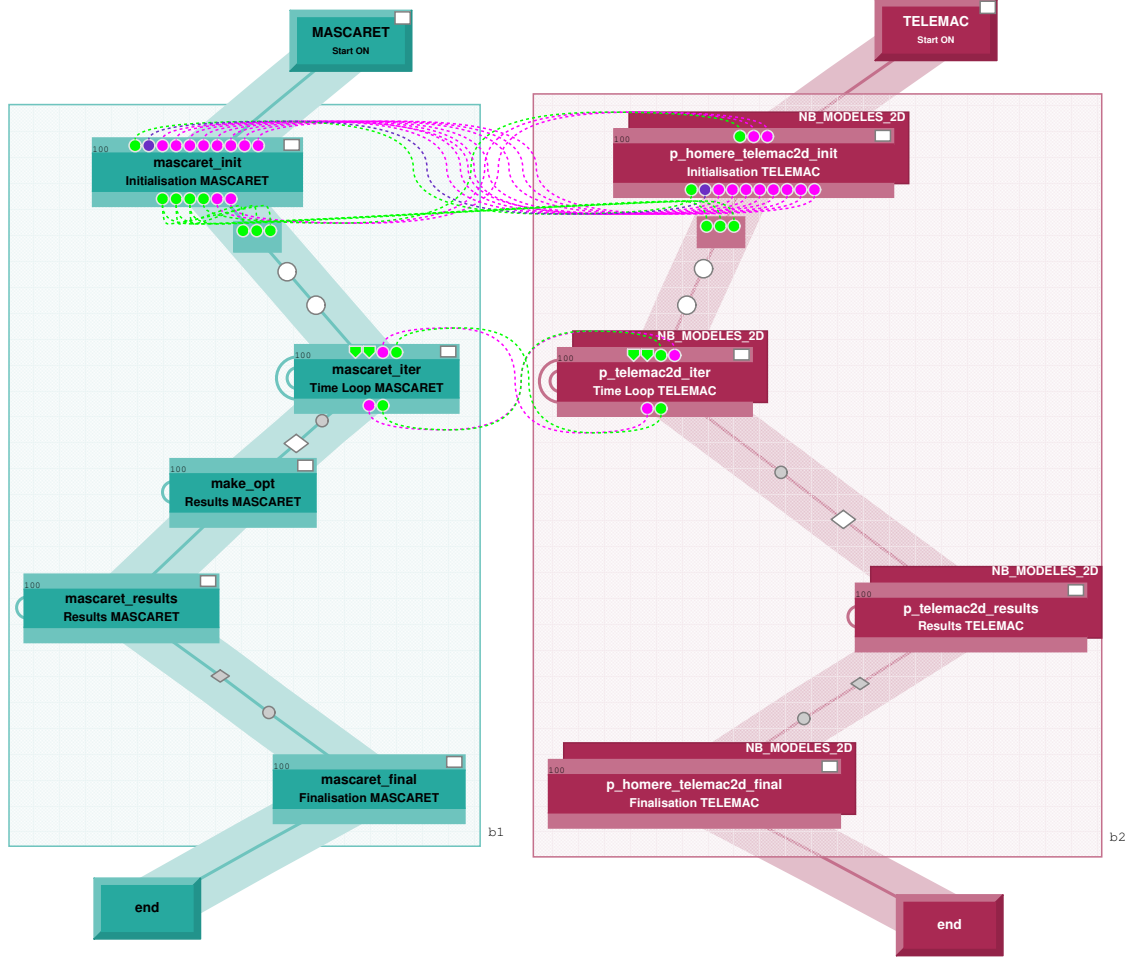 MASCARET
Start ON
100
mascaret_init
Initialisation MASCARET
100
mascaret_iter
Time Loop MASCARET
100
make_opt
Results MASCARET
100
mascaret_results
Results MASCARET
100
mascaret_final
Finalisation MASCARET
b1
end
TELEMAC
Start ON
NB_MODELES_2D
100
p_homere_telemac2d_init
Initialisation TELEMAC
NB_MODELES_2D
100
p_telemac2d_iter
Time Loop TELEMAC
NB_MODELES_2D
100
p_telemac2d_results
Results TELEMAC
NB_MODELES_2D
100
p_homere_telemac2d_final
Finalisation TELEMAC
b2
end